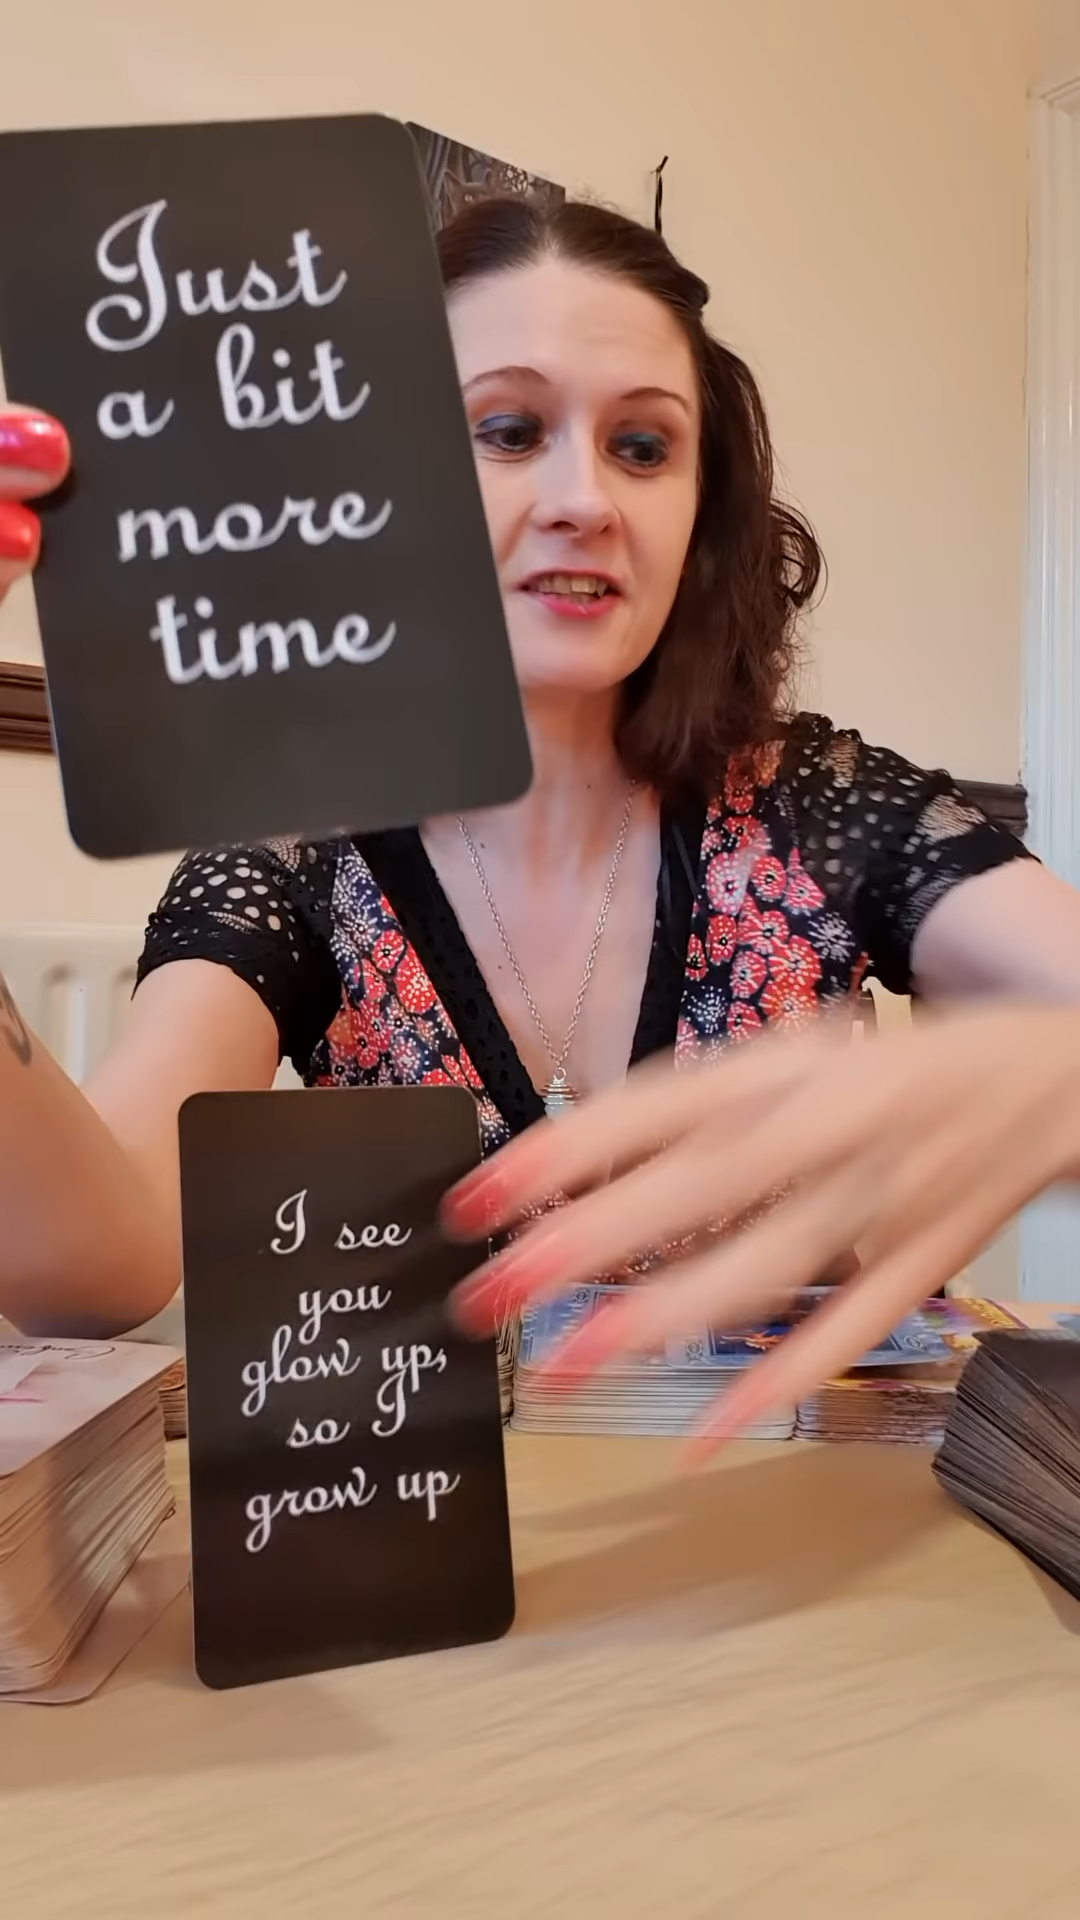 Just
a bit
more
time
I see
you
glow up,
so I
grow up